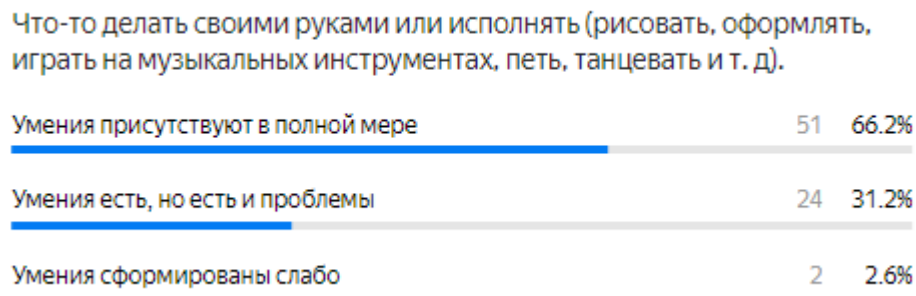 Что-то делать своими руками или исполнять (рисовать, оформлять,
играть на музыкальных инструментах, петь, танцевать и т. д).
Умения присутствуют в полной мере 51 66.2%
Умения есть, но есть и проблемы 24 31.2%
Умения сформированы слабо 2 2.6%